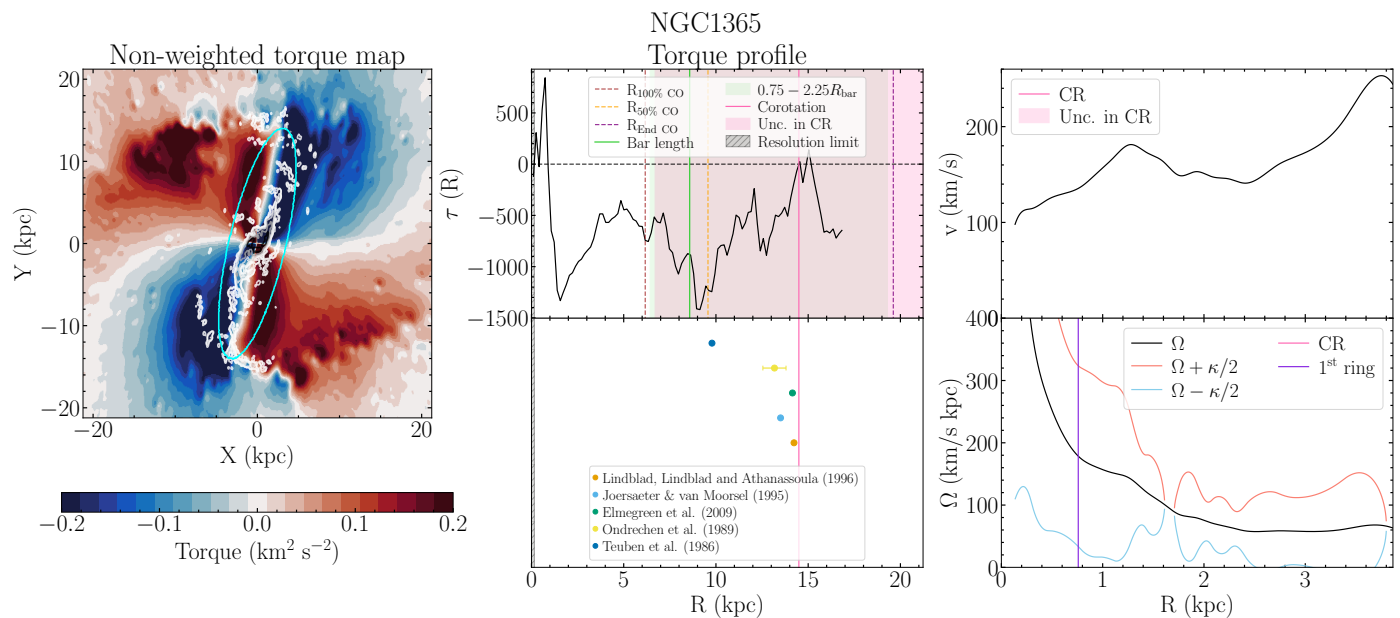 NGC1365
Non-weighted torque map
Torque profile
20
10
0
−10
−20
Y (kpc)
−20
−10
0
10
20
X (kpc)
−0.2
−0.1
0.0
0.1
0.2
Torque (km² s⁻²)
500
0
−500
−1000
−1500
τ (R)
R100% CO
R50% CO
REnd CO
Bar length
0.75 − 2.25Rbar
Corotation
Unc. in CR
Resolution limit
Lindblad, Lindblad and Athanassoula (1996)
Joersaeter & van Moorsel (1995)
Elmegreen et al. (2009)
Ondrechen et al. (1989)
Teuben et al. (1986)
0
5
10
15
20
R (kpc)
CR
Unc. in CR
200
100
0
v (km/s)
Ω
Ω + κ/2
Ω − κ/2
CR
1st ring
400
300
200
100
0
Ω (km/s kpc)
0
1
2
3
R (kpc)